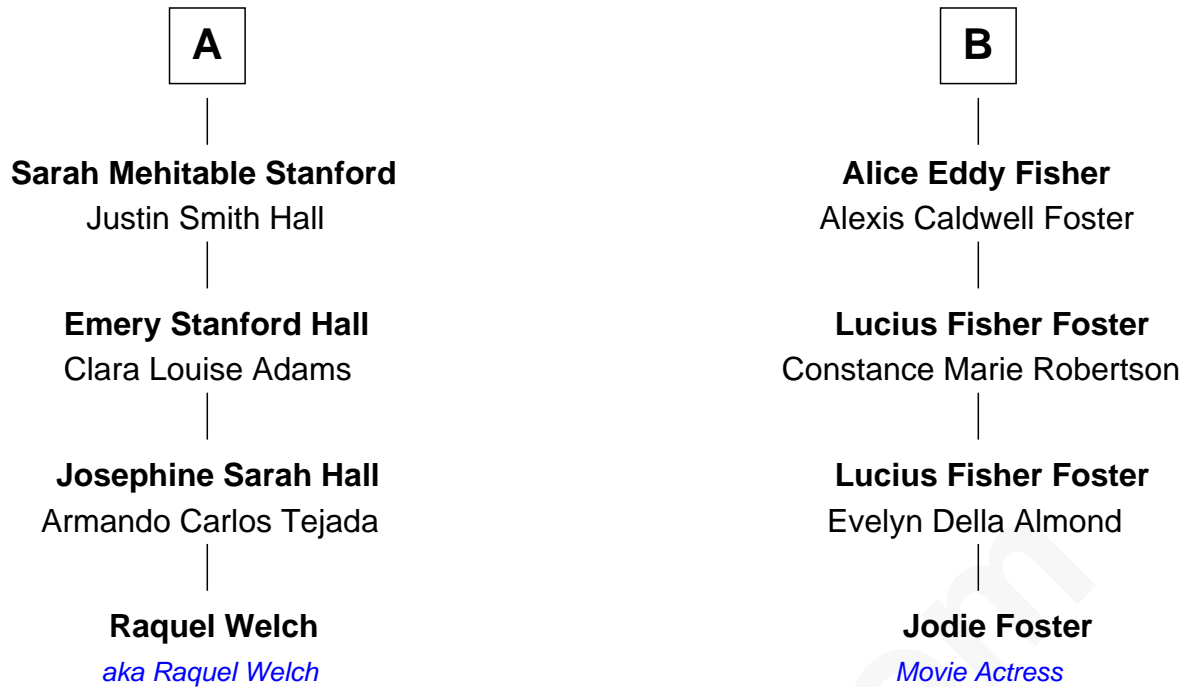 A
Sarah Mehitable Stanford
Justin Smith Hall
Emery Stanford Hall
Clara Louise Adams
Josephine Sarah Hall
Armando Carlos Tejada
Raquel Welch
aka Raquel Welch
B
Alice Eddy Fisher
Alexis Caldwell Foster
Lucius Fisher Foster
Constance Marie Robertson
Lucius Fisher Foster
Evelyn Della Almond
Jodie Foster
Movie Actress